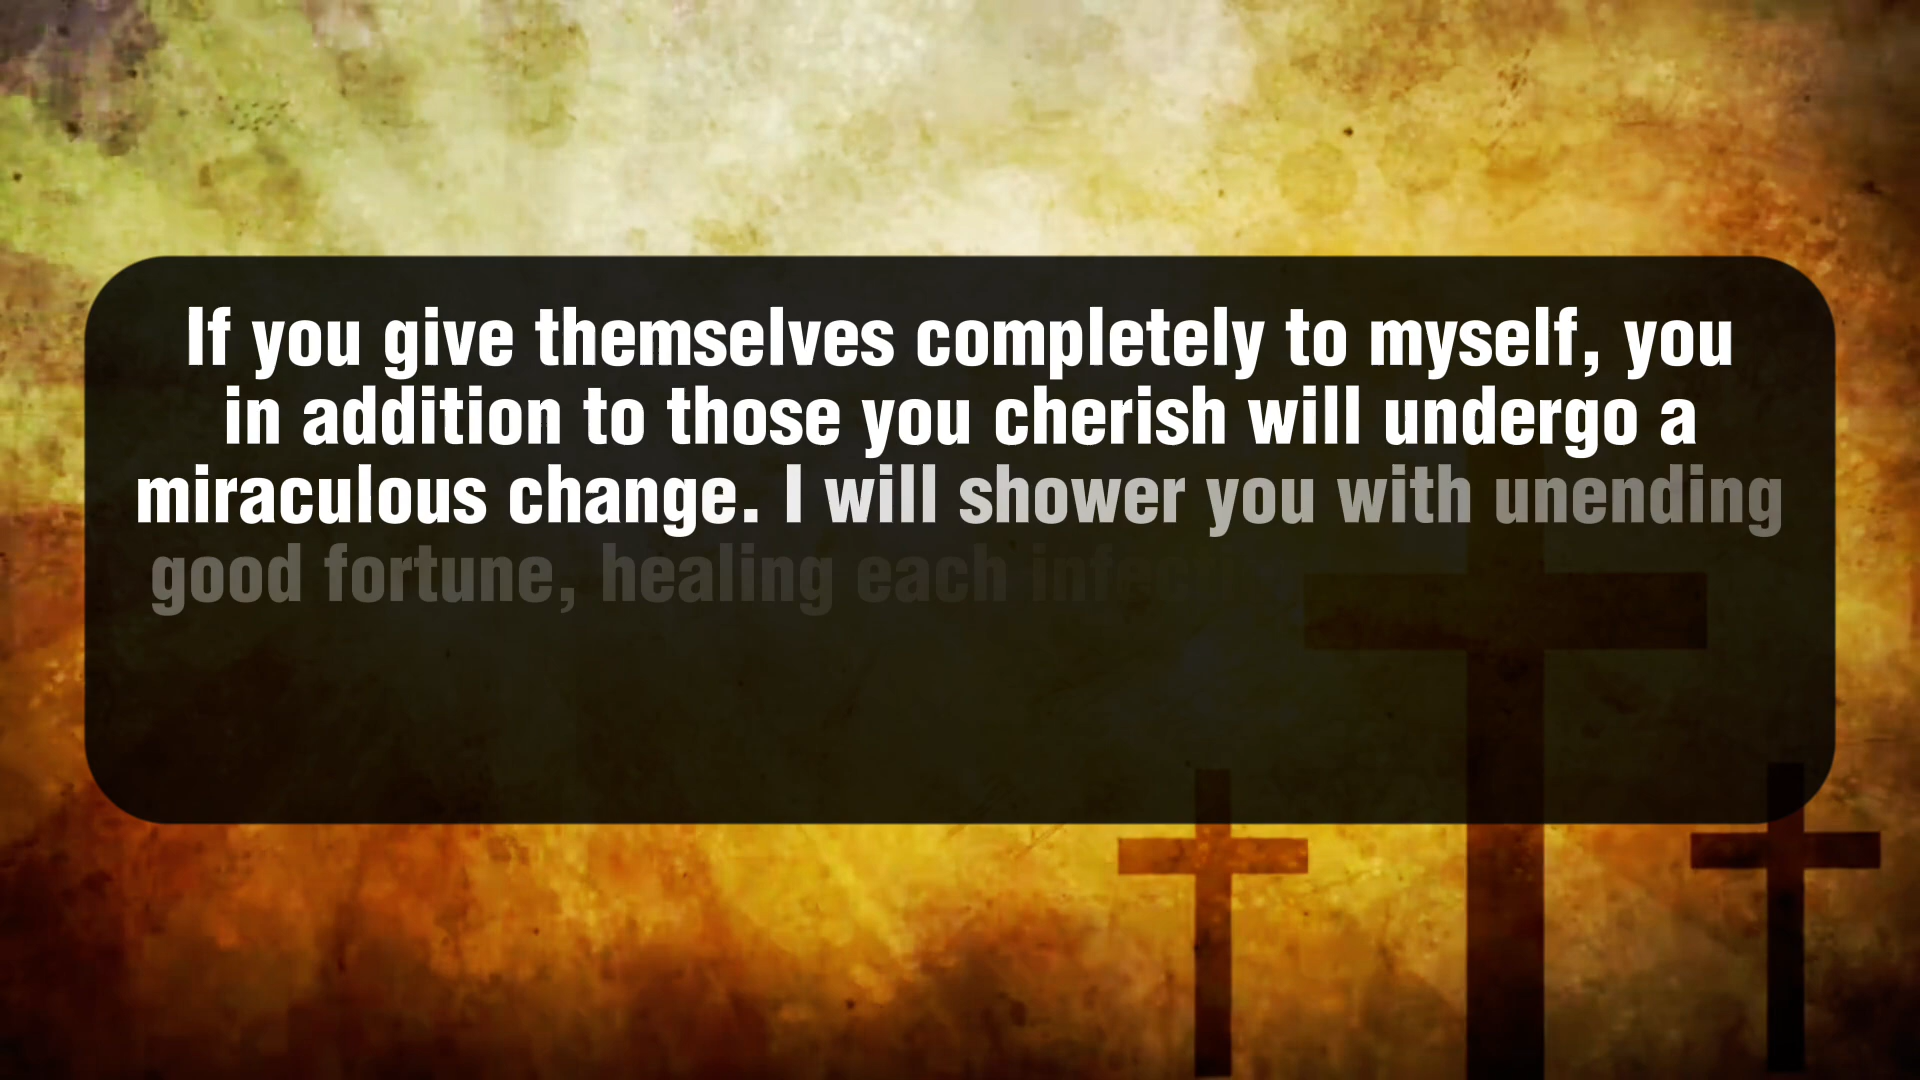 If you give themselves completely to myself, you
in addition to those you cherish will undergo a
miraculous change. I will shower you with unending
good fortune, healing each